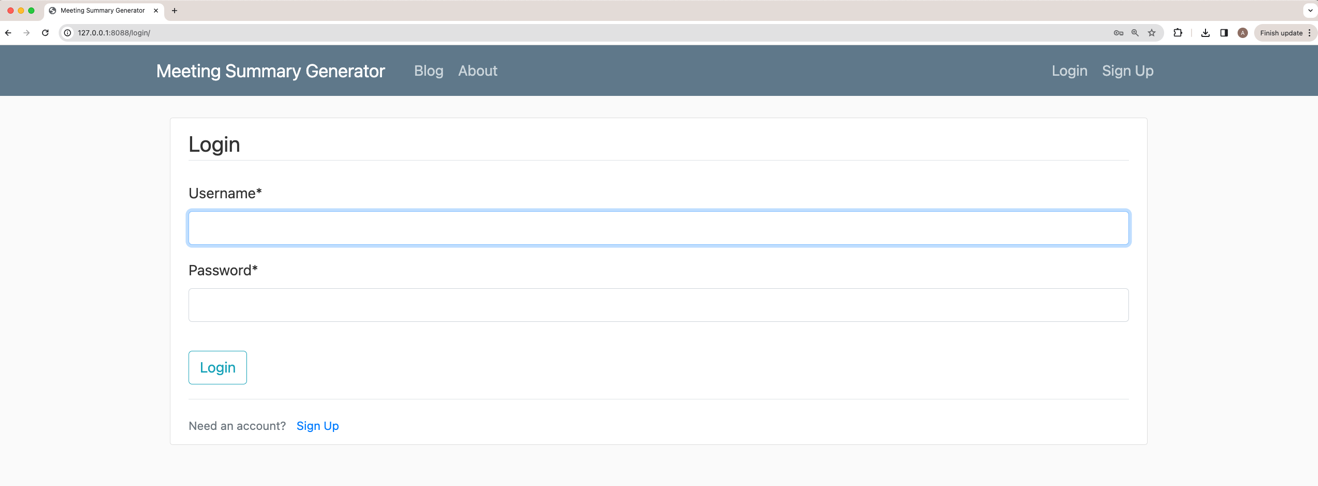 Meeting Summary Generator
127.0.0.1:8088/login/
A
Finish update
Meeting Summary Generator Blog About Login Sign Up
Login
Username*
Password*
Login
Need an account? Sign Up